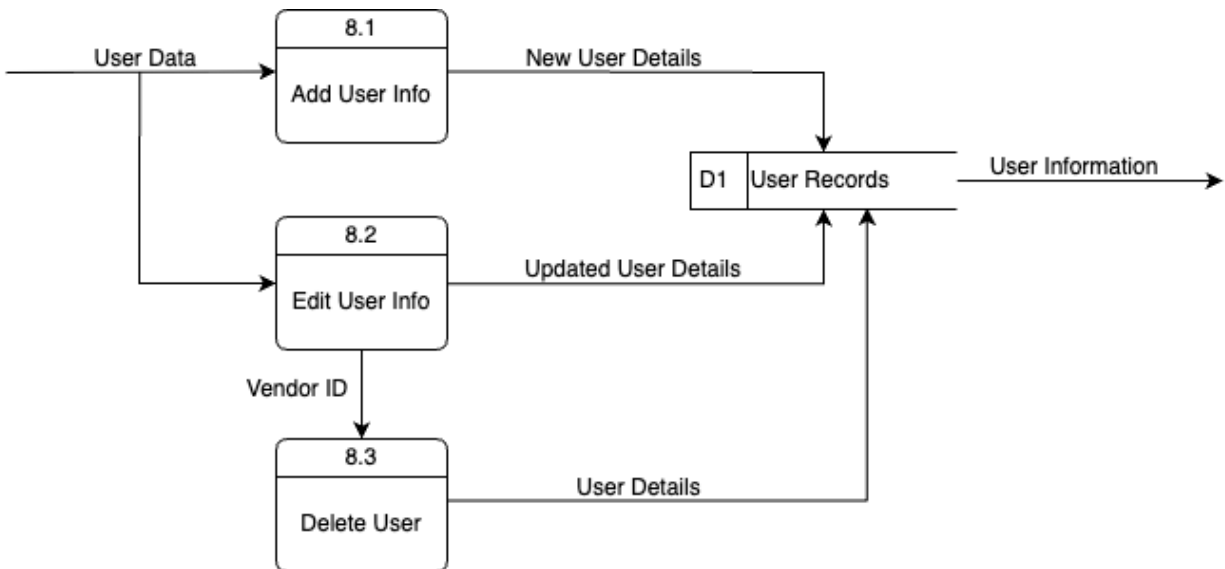 8.1
User Data
New User Details
Add User Info
D1 User Records
User Information
8.2
Updated User Details
Edit User Info
Vendor ID
8.3
User Details
Delete User